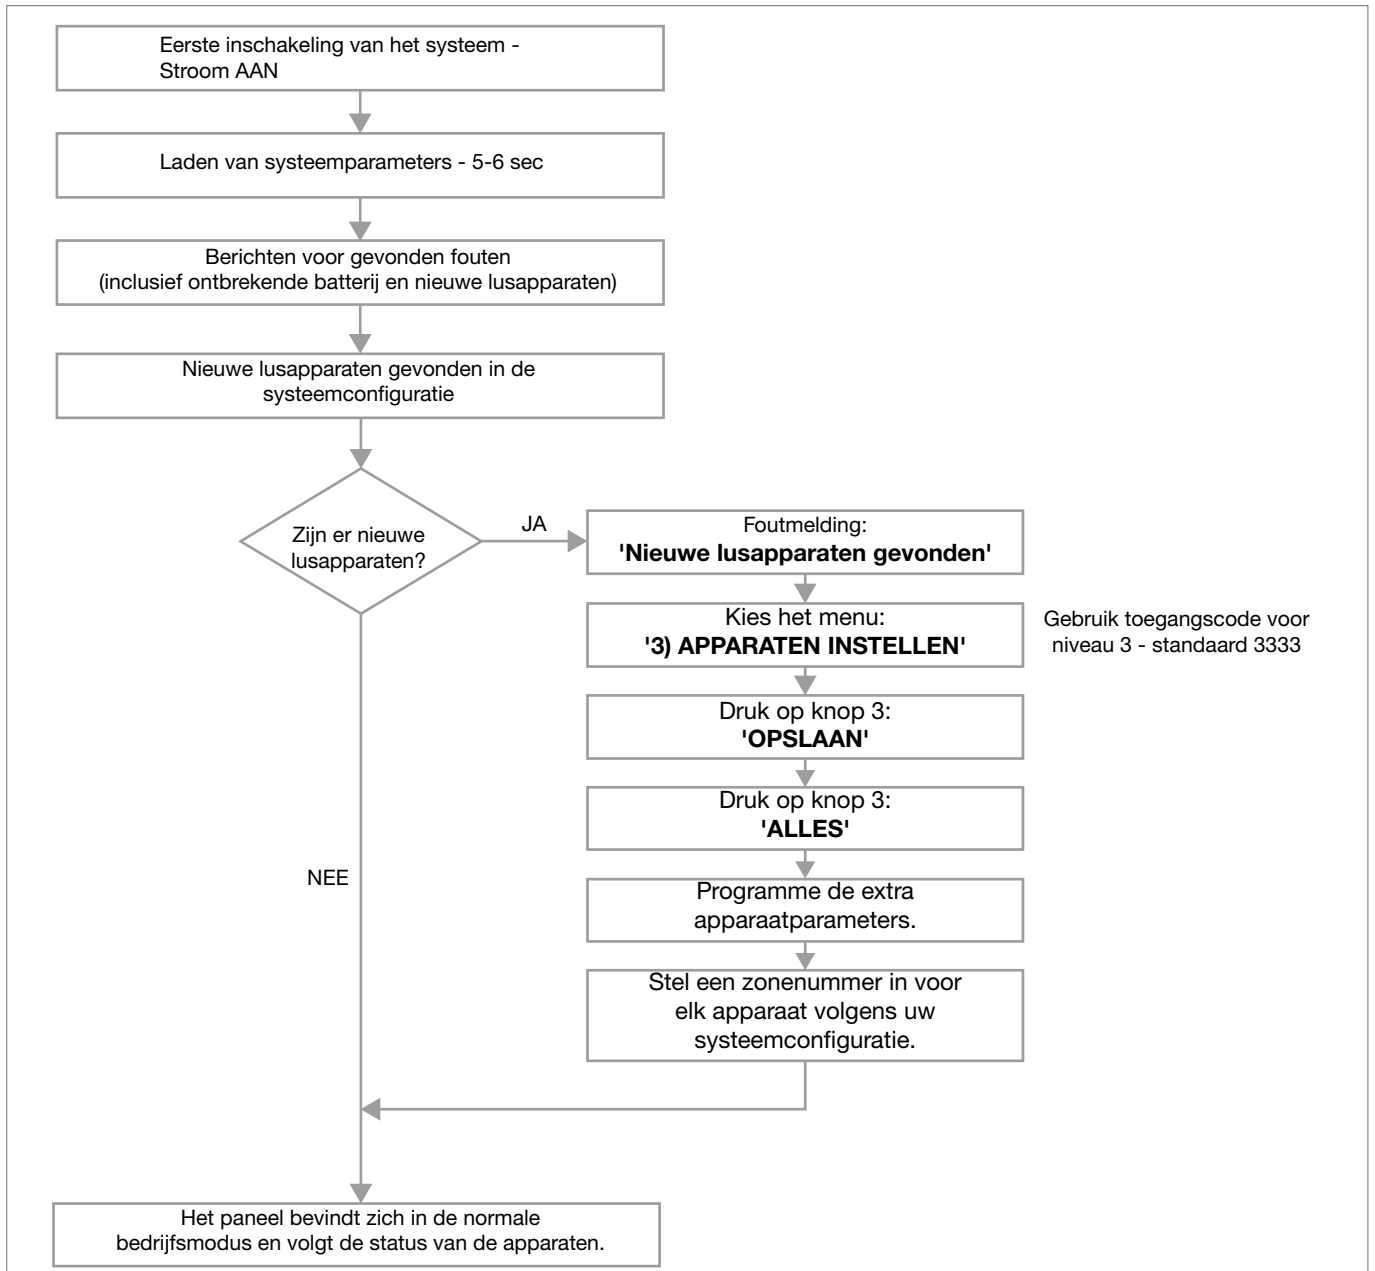 Eerste inschakeling van het systeem -
Stroom AAN
Laden van systeemparameters - 5-6 sec
Berichten voor gevonden fouten
(inclusief ontbrekende batterij en nieuwe lusapparaten)
Nieuwe lusapparaten gevonden in de
systeemconfiguratie
Zijn er nieuwe
lusapparaten?
JA
Foutmelding:
'Nieuwe lusapparaten gevonden'
Kies het menu:
'3) APPARATEN INSTELLEN'
Gebruik toegangscode voor
niveau 3 - standaard 3333
Druk op knop 3:
'OPSLAAN'
Druk op knop 3:
'ALLES'
Programme de extra
apparaatparameters.
Stel een zonenummer in voor
elk apparaat volgens uw
systeemconfiguratie.
NEE
Het paneel bevindt zich in de normale
bedrijfsmodus en volgt de status van de apparaten.